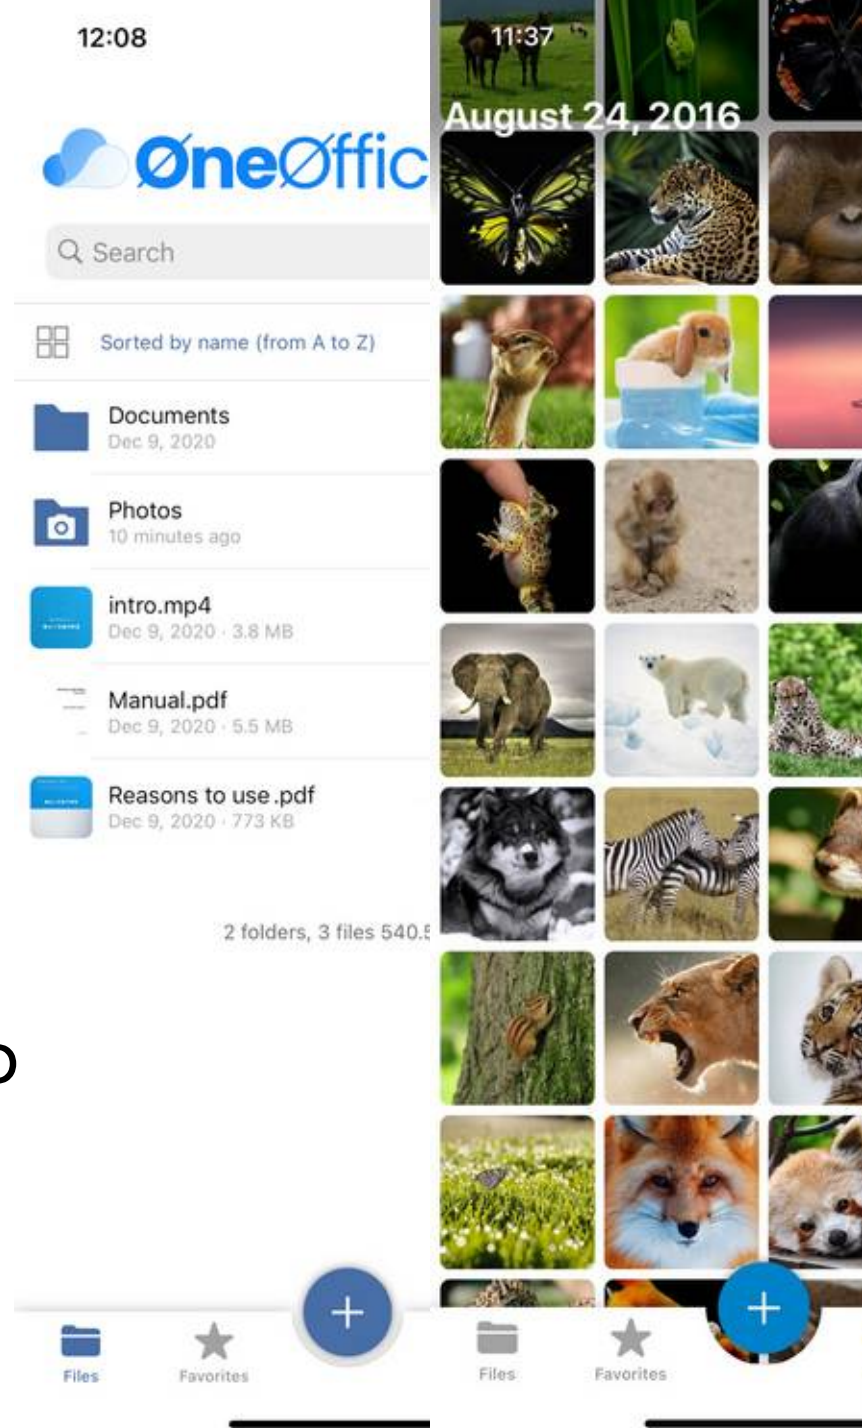 12:08
ØneØffic
Search
Sorted by name (from A to Z)
Documents
Dec 9, 2020
Photos
10 minutes ago
intro.mp4
Dec 9, 2020 · 3.8 MB
Manual.pdf
Dec 9, 2020 · 5.5 MB
Reasons to use .pdf
Dec 9, 2020 · 773 KB
2 folders, 3 files 540.5
Files
Favorites
11:37
August 24, 2016
Files
Favorites